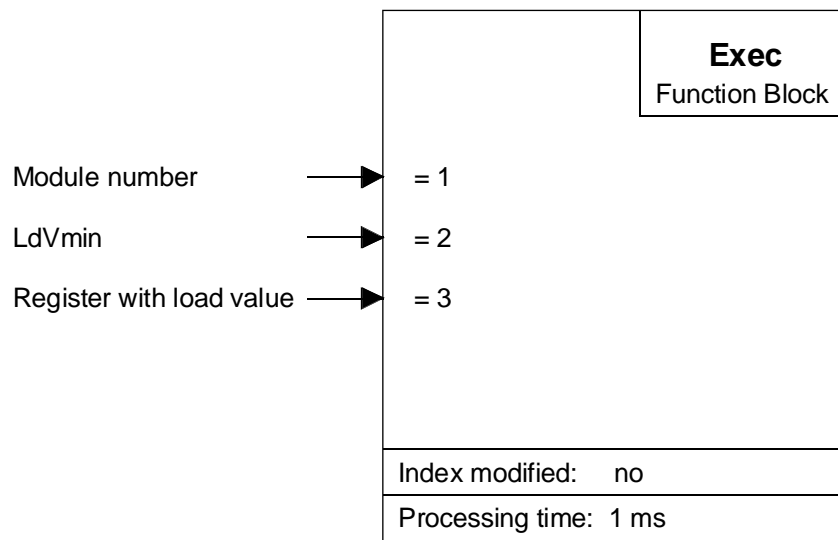 Exec
Function Block
Module number = 1
LdVmin = 2
Register with load value = 3
Index modified: no
Processing time: 1 ms